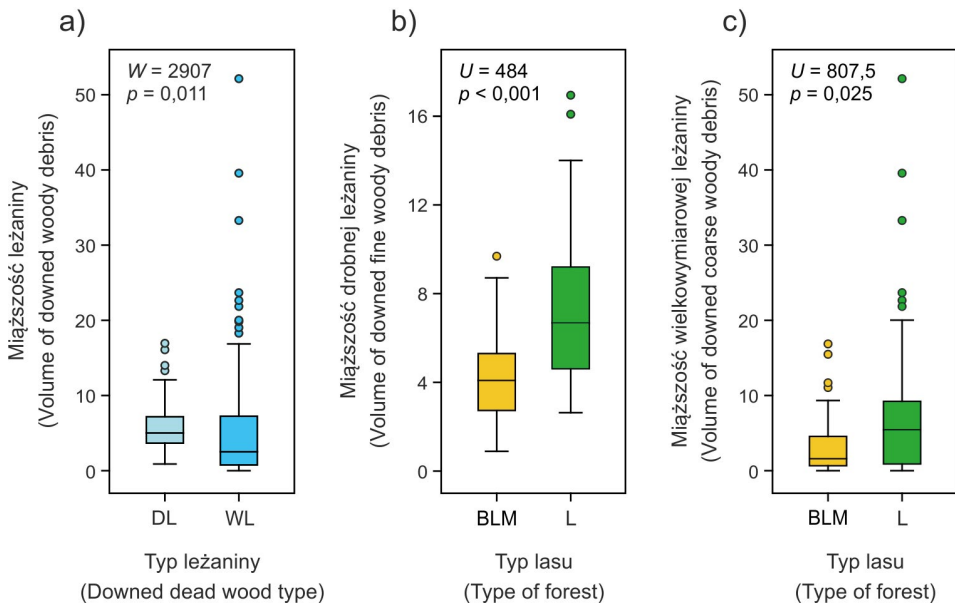 a)
W = 2907
p = 0,011
Miąższość leżaniny
(Volume of downed woody debris)
50
40
30
20
10
0
DL WL
Typ leżaniny
(Downed dead wood type)
b)
U = 484
p < 0,001
Miąższość drobnej leżaniny
(Volume of downed fine woody debris)
16
12
8
4
0
BLM L
Typ lasu
(Type of forest)
c)
U = 807,5
p = 0,025
Miąższość wielkowymiarowej leżaniny
(Volume of downed coarse woody debris)
50
40
30
20
10
0
BLM L
Typ lasu
(Type of forest)